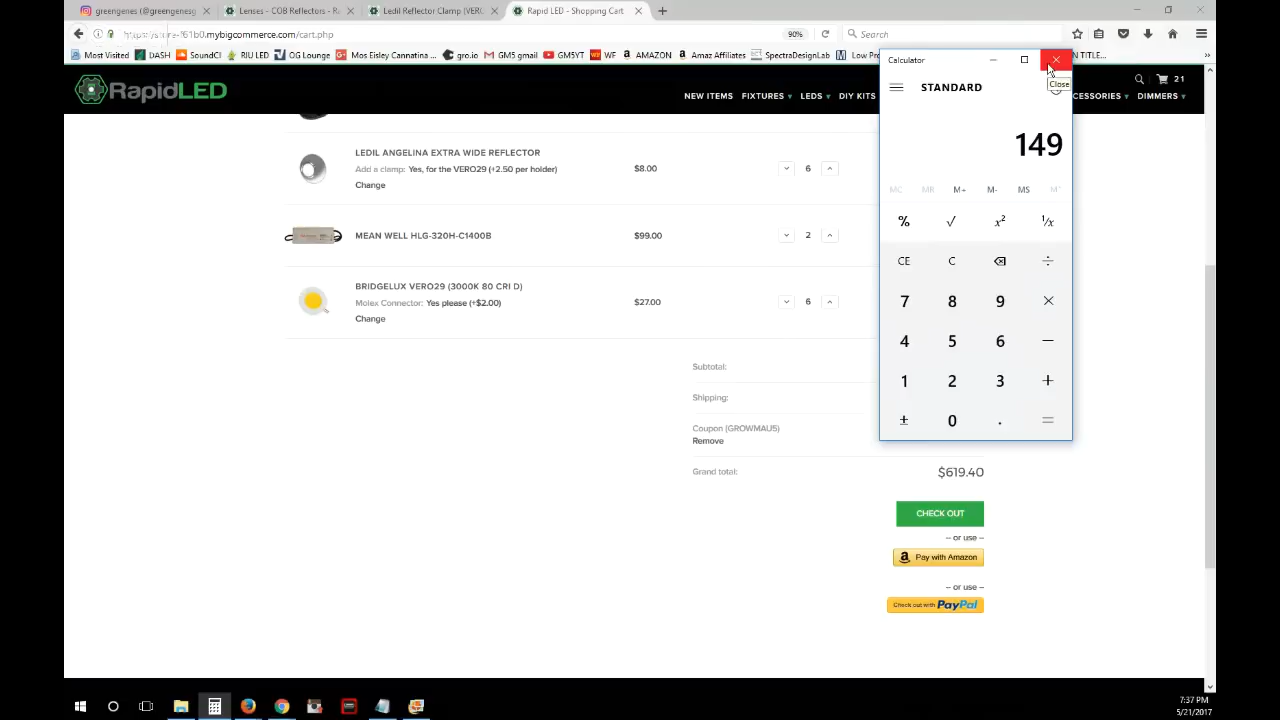 greengenes (@greengenesg
Lenses - COB Reflectors - R
Ledil Reflector Clamp (VERO
Rapid LED - Shopping Cart
mybigcommerce.com/cart.php
90%
Search
Most Visited
DASH
SoundCl
RIU LED
OG Lounge
Mos Eisley Cannatina ...
gro.io
GM5 gmail
GM5YT
WF
AMAZON
Amaz Affiliates
SpectraDesignLab
Low Pr
N TITLE...
RapidLED
21
NEW ITEMS
FIXTURES
LEDS
DIY KITS
CESSORIES
DIMMERS
Calculator
Close
STANDARD
149
MC MR M+ M- MS M
% √ x² ¹/x
CE C ÷
7 8 9 ×
4 5 6 −
1 2 3 +
± 0 . =
LEDIL ANGELINA EXTRA WIDE REFLECTOR
Add a clamp: Yes, for the VERO29 (+2.50 per holder)
Change
$8.00
6
MEAN WELL HLG-320H-C1400B
$99.00
2
BRIDGELUX VERO29 (3000K 80 CRI D)
Molex Connector: Yes please (+$2.00)
Change
$27.00
6
Subtotal:
Shipping:
Coupon (GROWMAU5)
Remove
Grand total:
$619.40
CHECK OUT
-- or use --
Pay with Amazon
-- or use --
Check out with PayPal
7:37 PM
5/21/2017